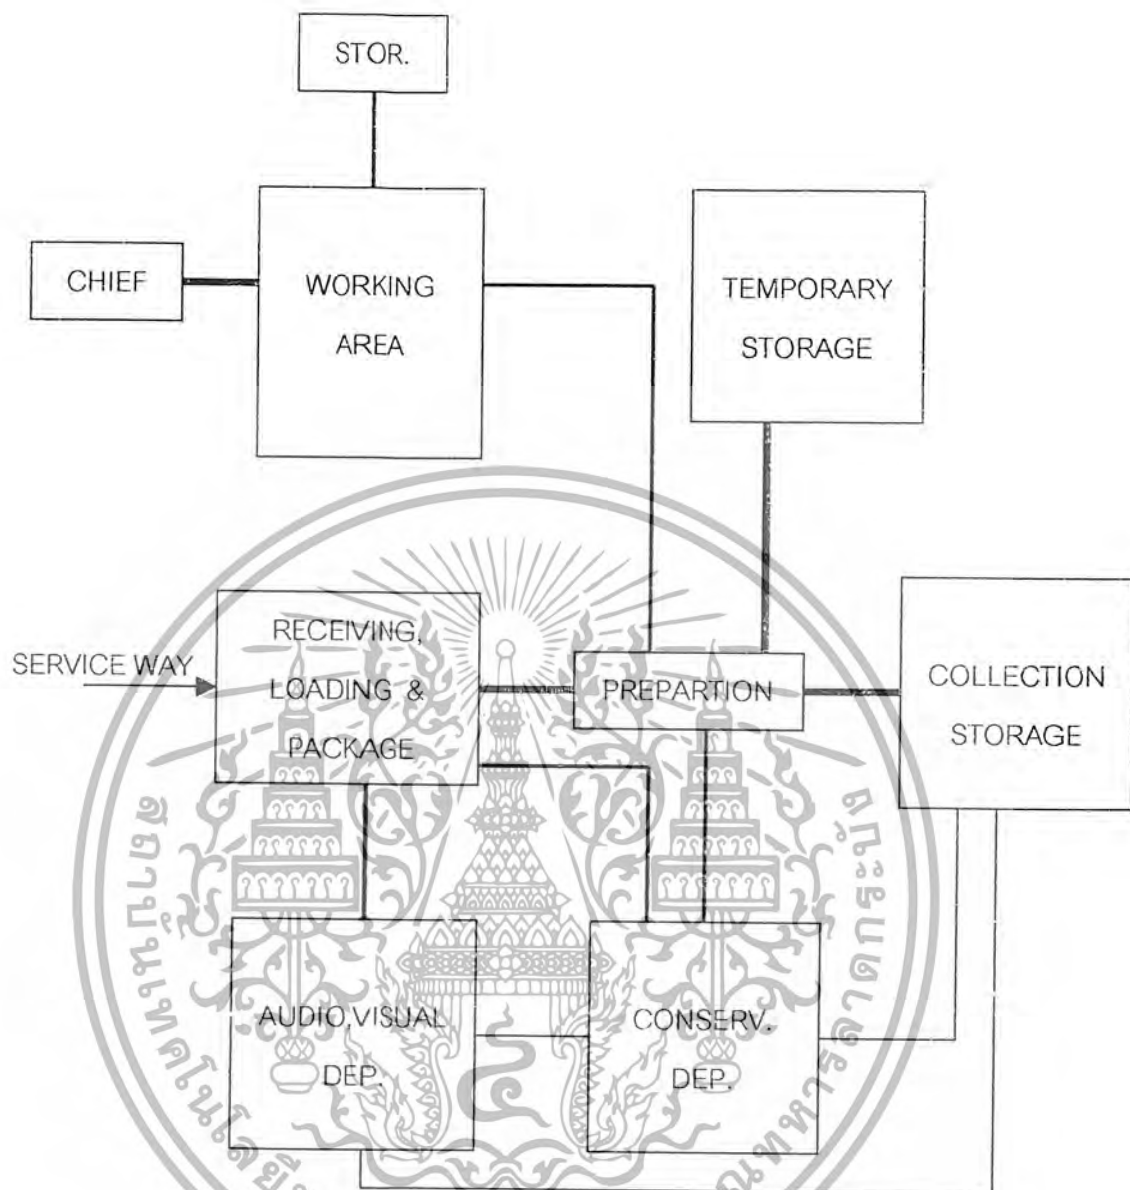 STOR.
CHIEF
WORKING
AREA
TEMPORARY
STORAGE
SERVICE WAY
RECEIVING,
LOADING &
PACKAGE
PREPARTION
COLLECTION
STORAGE
AUDIO,VISUAL
DEP.
CONSERV.
DEP.